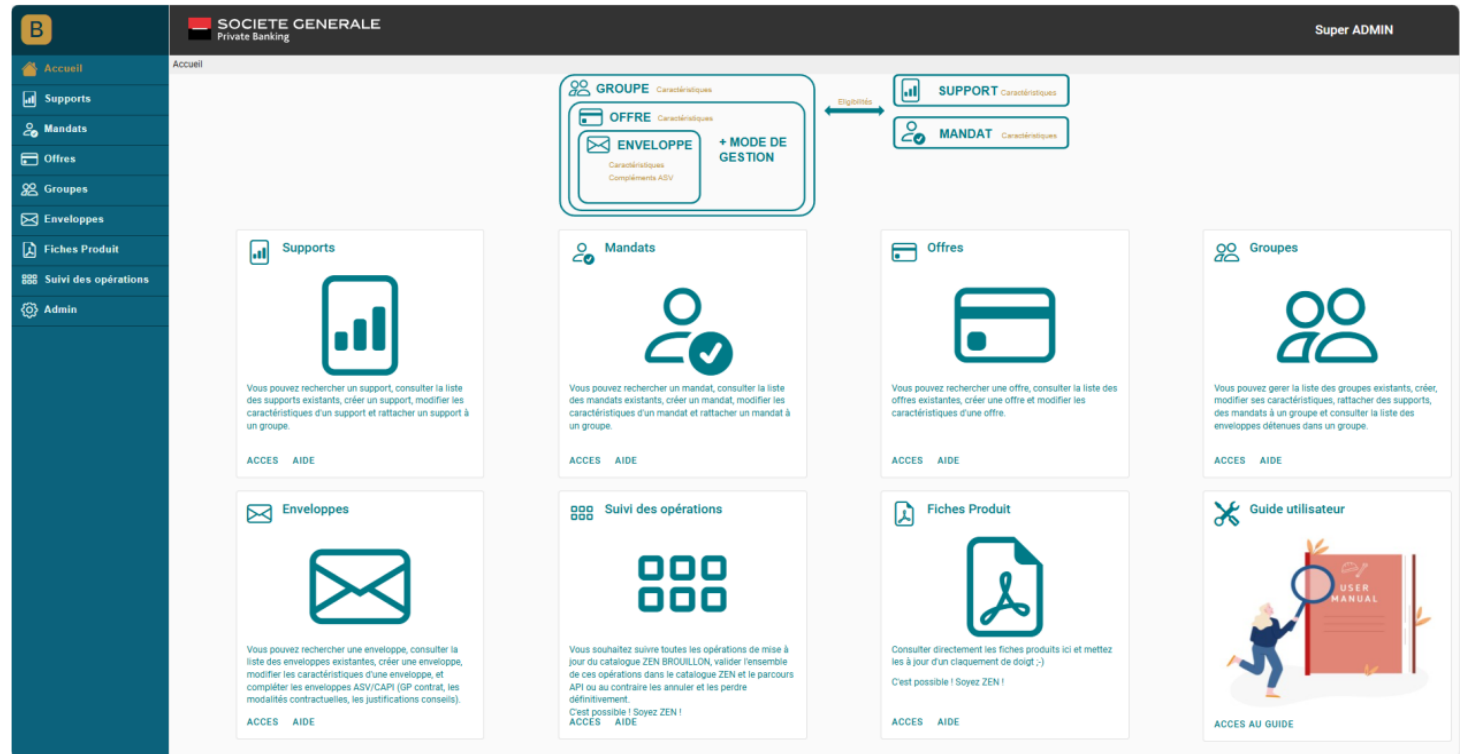 B
SOCIETE GENERALE
Private Banking
Super ADMIN
Accueil
Supports
Mandats
Offres
Groupes
Enveloppes
Fiches Produit
Suivi des opérations
Admin
Accueil
GROUPE Caractéristiques
OFFRE Caractéristiques
ENVELOPPE
Caractéristiques
Compléments ASV
+ MODE DE
GESTION
Eligibilités
SUPPORT Caractéristiques
MANDAT Caractéristiques
Supports
Vous pouvez rechercher un support, consulter la liste
des supports existants, créer un support, modifier les
caractéristiques d'un support et rattacher un support à
un groupe.
ACCES AIDE
Mandats
Vous pouvez rechercher un mandat, consulter la liste
des mandats existants, créer un mandat, modifier les
caractéristiques d'un mandat et rattacher un mandat à
un groupe.
ACCES AIDE
Offres
Vous pouvez rechercher une offre, consulter la liste des
offres existantes, créer une offre et modifier les
caractéristiques d'une offre.
ACCES AIDE
Groupes
Vous pouvez gerer la liste des groupes existants, créer,
modifier ses caractéristiques, rattacher des supports,
des mandats à un groupe et consulter la liste des
enveloppes détenues dans un groupe.
ACCES AIDE
Enveloppes
Vous pouvez rechercher une enveloppe, consulter la
liste des enveloppes existantes, créer une enveloppe,
modifier les caractéristiques d'une enveloppe, et
compléter les enveloppes ASV/CAPI (GP contrat, les
modalités contractuelles, les justifications conseils).
ACCES AIDE
Suivi des opérations
Vous souhaitez suivre toutes les opérations de mise à
jour du catalogue ZEN BROUILLON, valider l'ensemble
de ces opérations dans le catalogue ZEN et le parcours
API ou au contraire les annuler et les perdre
définitivement.
C'est possible ! Soyez ZEN !
ACCES AIDE
Fiches Produit
Consulter directement les fiches produits ici et mettez
les à jour d'un claquement de doigt ;-)
C'est possible ! Soyez ZEN !
ACCES AIDE
Guide utilisateur
USER
MANUAL
ACCES AU GUIDE